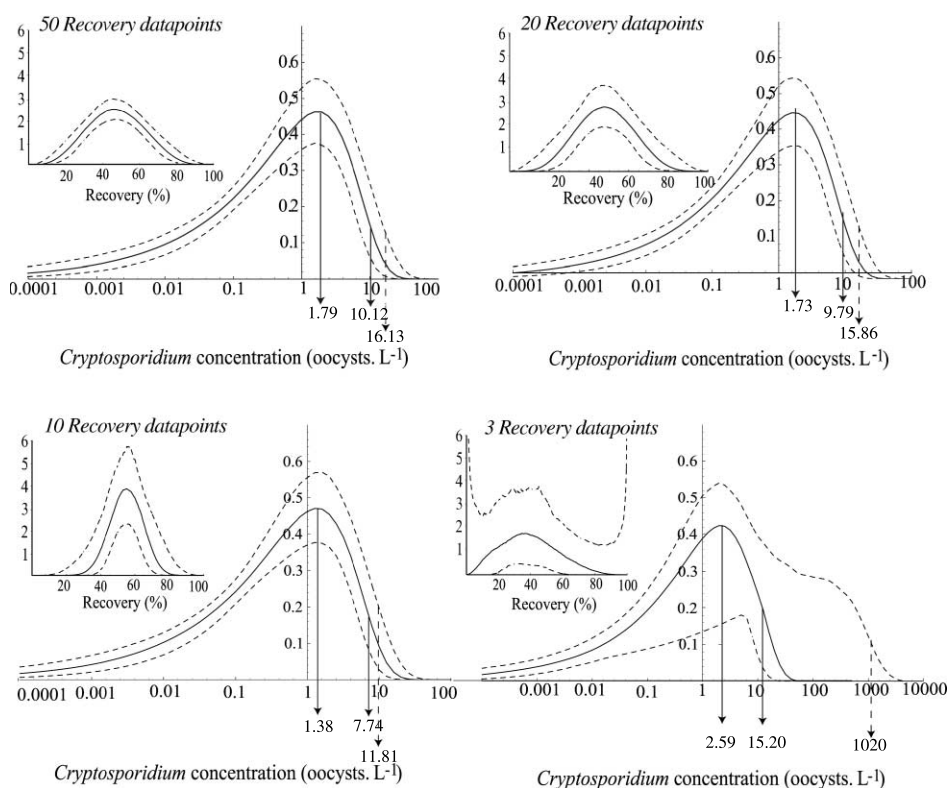 50 Recovery datapoints
6
5
4
3
2
1
20 40 60 80 100
Recovery (%)
0.6
0.5
0.4
0.3
0.2
0.1
0.0001 0.001 0.01 0.1 1 10 100
1.79 10.12
16.13
Cryptosporidium concentration (oocysts. L-1)
20 Recovery datapoints
6
5
4
3
2
1
20 40 60 80 100
Recovery (%)
0.6
0.5
0.4
0.3
0.2
0.1
0.0001 0.001 0.01 0.1 1 10 100
1.73 9.79
15.86
Cryptosporidium concentration (oocysts. L-1)
10 Recovery datapoints
6
5
4
3
2
1
20 40 60 80 100
Recovery (%)
0.6
0.5
0.4
0.3
0.2
0.1
0.0001 0.001 0.01 0.1 1 10 100
1.38 7.74
11.81
Cryptosporidium concentration (oocysts. L-1)
3 Recovery datapoints
6
5
4
3
2
1
20 40 60 80 100
Recovery (%)
0.6
0.5
0.4
0.3
0.2
0.1
0.001 0.01 0.1 1 10 100 1000 10000
2.59 15.20 1020
Cryptosporidium concentration (oocysts. L-1)